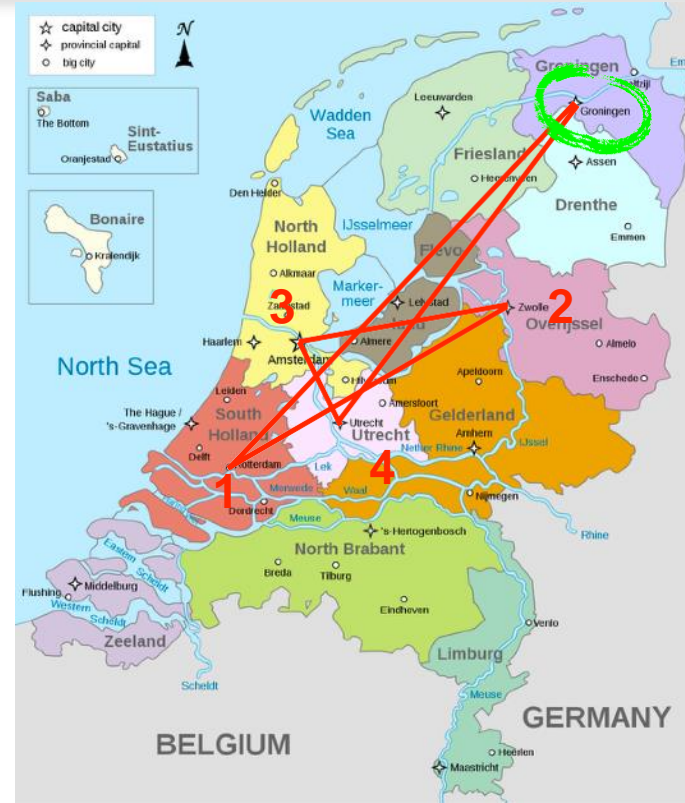 capital city
N
provincial capital
big city
Saba
The Bottom
Sint-
Eustatius
Oranjestad
Bonaire
Kralendijk
Groningen
Groningen
Leeuwarden
Wadden
Sea
Friesland
Assen
Den Helder
Drenthe
Emmen
North
Holland
IJsselmeer
Alkmaar
Marker-
meer
Lelystad
3
2
Zwolle
Overijssel
Haarlem
Amsterdam
Almere
Almelo
North Sea
Apeldoorn
Enschede
Leiden
Amersfoort
The Hague /
's-Gravenhage
South
Holland
Gelderland
Utrecht
Utrecht
Arnhem
IJssel
Delft
Nether Rhine
Rotterdam
Lek
4
1
Merwede
Waal
Nijmegen
Dordrecht
Meuse
's-Hertogenbosch
Rhine
North Brabant
Eastern
Scheldt
Breda
Tilburg
Middelburg
Flushing
Western
Scheldt
Eindhoven
Venlo
Zeeland
Limburg
Scheldt
Meuse
GERMANY
BELGIUM
Heerlen
Maastricht